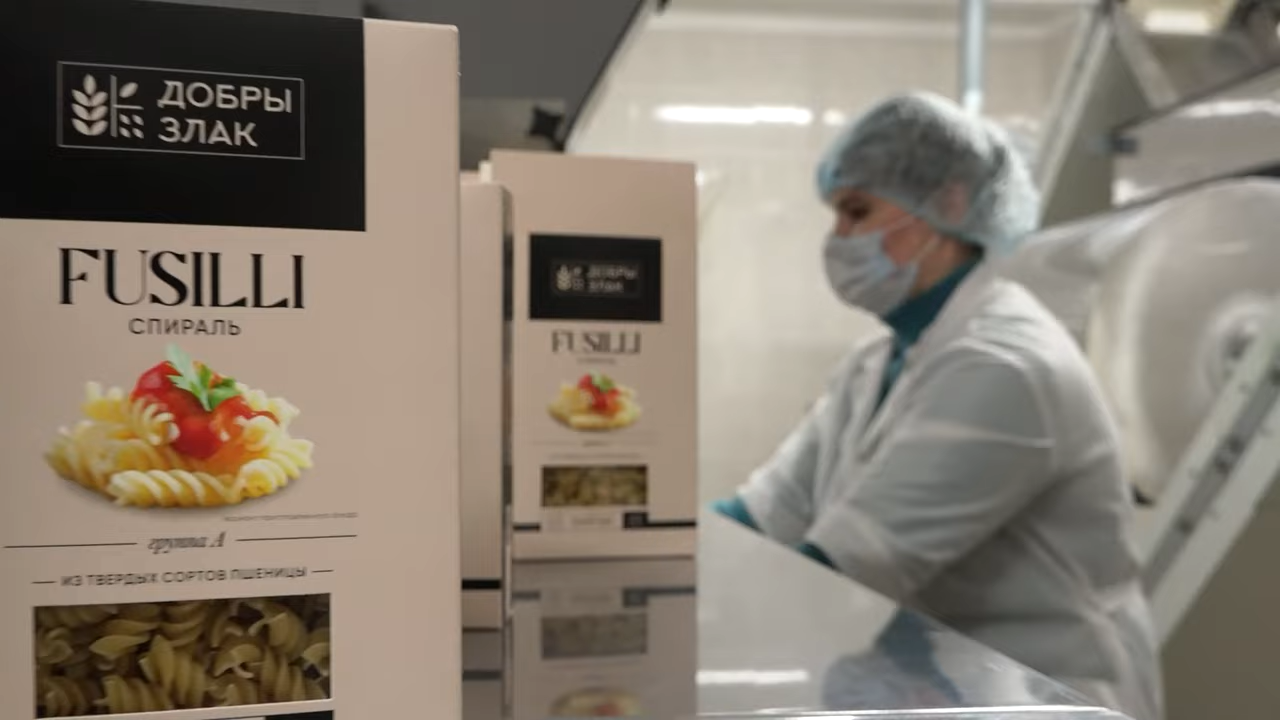 ДОБРЫ
ЗЛАК
FUSILLI
СПИРАЛЬ
группа А
ИЗ ТВЕРДЫХ СОРТОВ ПШЕНИЦЫ
ДОБРЫ
ЗЛАК
FUSILLI